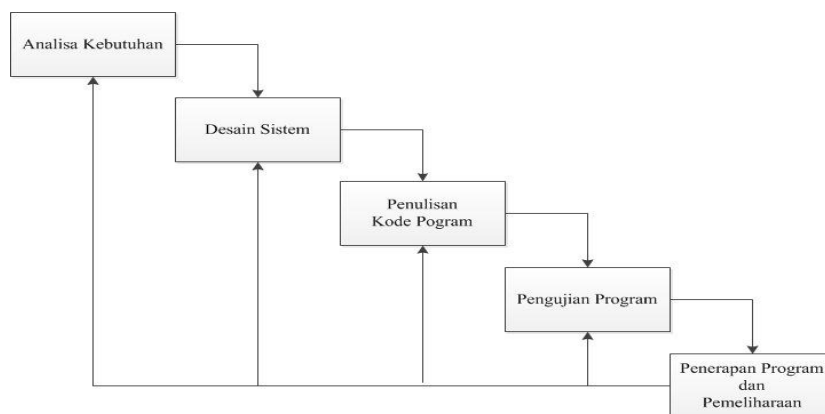 Analisa Kebutuhan
Desain Sistem
Penulisan
Kode Pogram
Pengujian Program
Penerapan Program
dan
Pemeliharaan